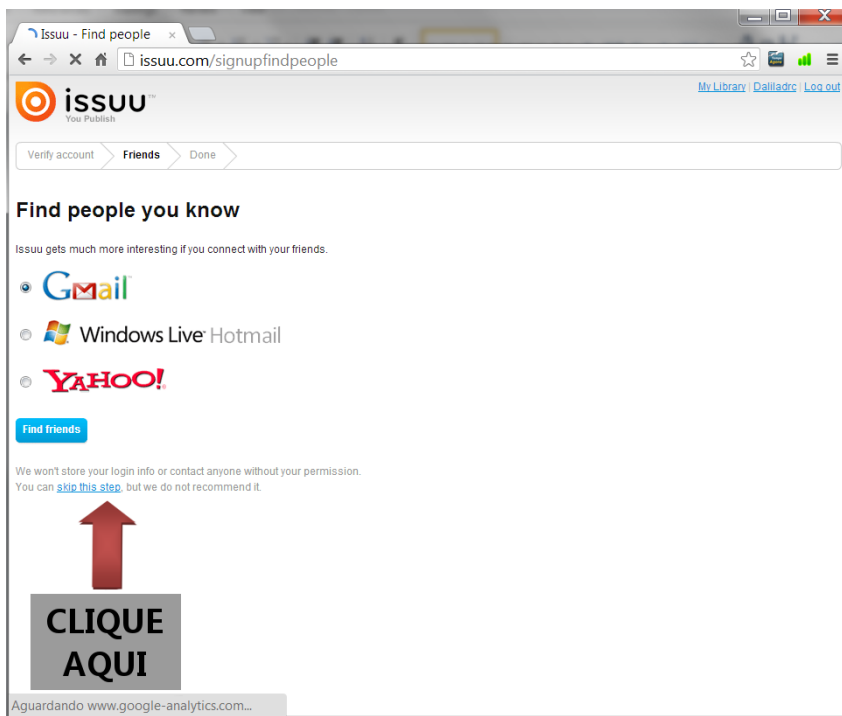 Issuu - Find people
issuu.com/signupfindpeople
issuu™
You Publish
My Library | Daliladrc | Log out
Verify account
Friends
Done
Find people you know
Issuu gets much more interesting if you connect with your friends.
Gmail
Windows Live™ Hotmail
YAHOO!
Find friends
We won't store your login info or contact anyone without your permission.
You can skip this step, but we do not recommend it.
CLIQUE
AQUI
Aguardando www.google-analytics.com...